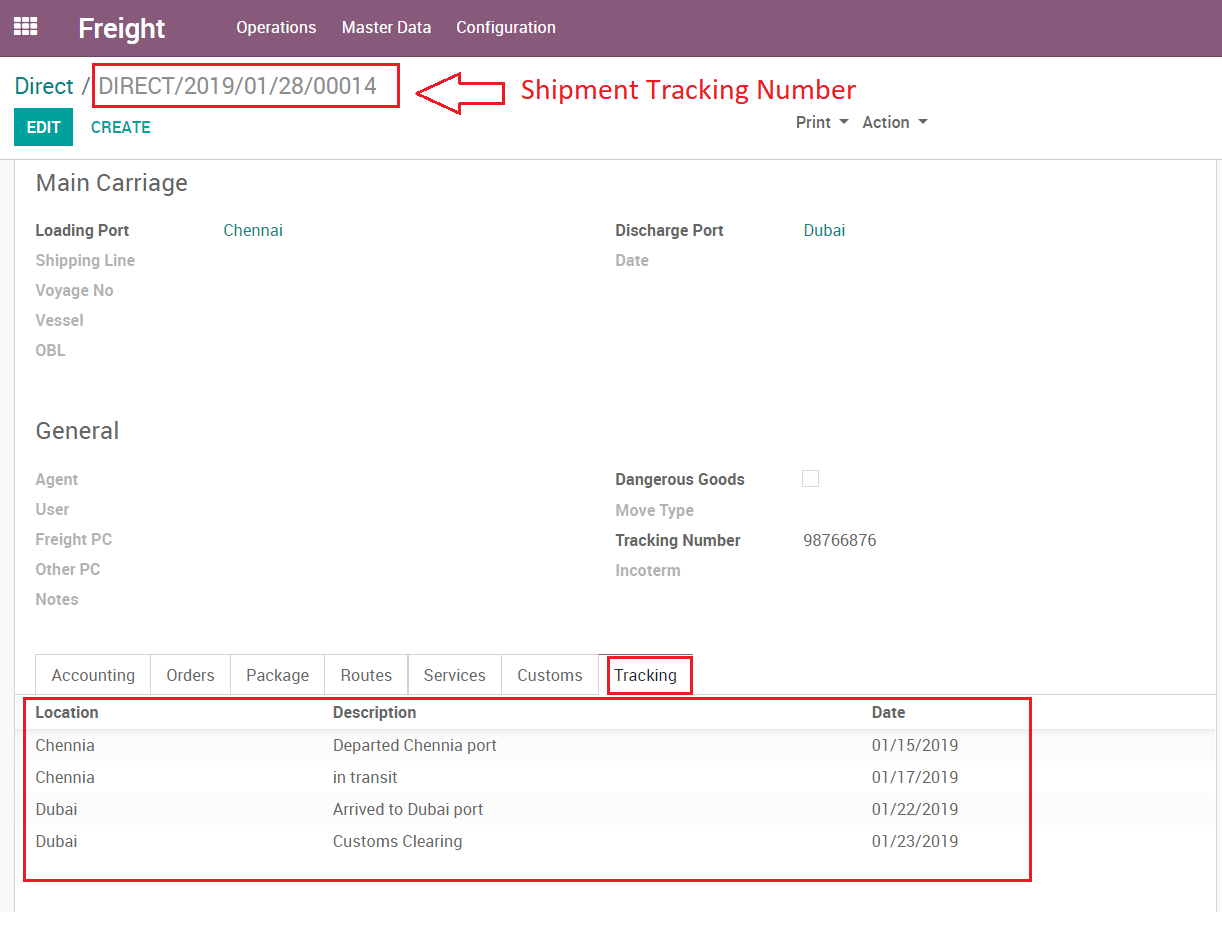 Freight Operations Master Data Configuration
Direct / DIRECT/2019/01/28/00014 Shipment Tracking Number
EDIT CREATE Print Action
Main Carriage
Loading Port Chennai Discharge Port Dubai
Shipping Line Date
Voyage No
Vessel
OBL
General
Agent Dangerous Goods
User Move Type
Freight PC Tracking Number 98766876
Other PC Incoterm
Notes
Accounting Orders Package Routes Services Customs Tracking
Location Description Date
Chennia Departed Chennia port 01/15/2019
Chennia in transit 01/17/2019
Dubai Arrived to Dubai port 01/22/2019
Dubai Customs Clearing 01/23/2019